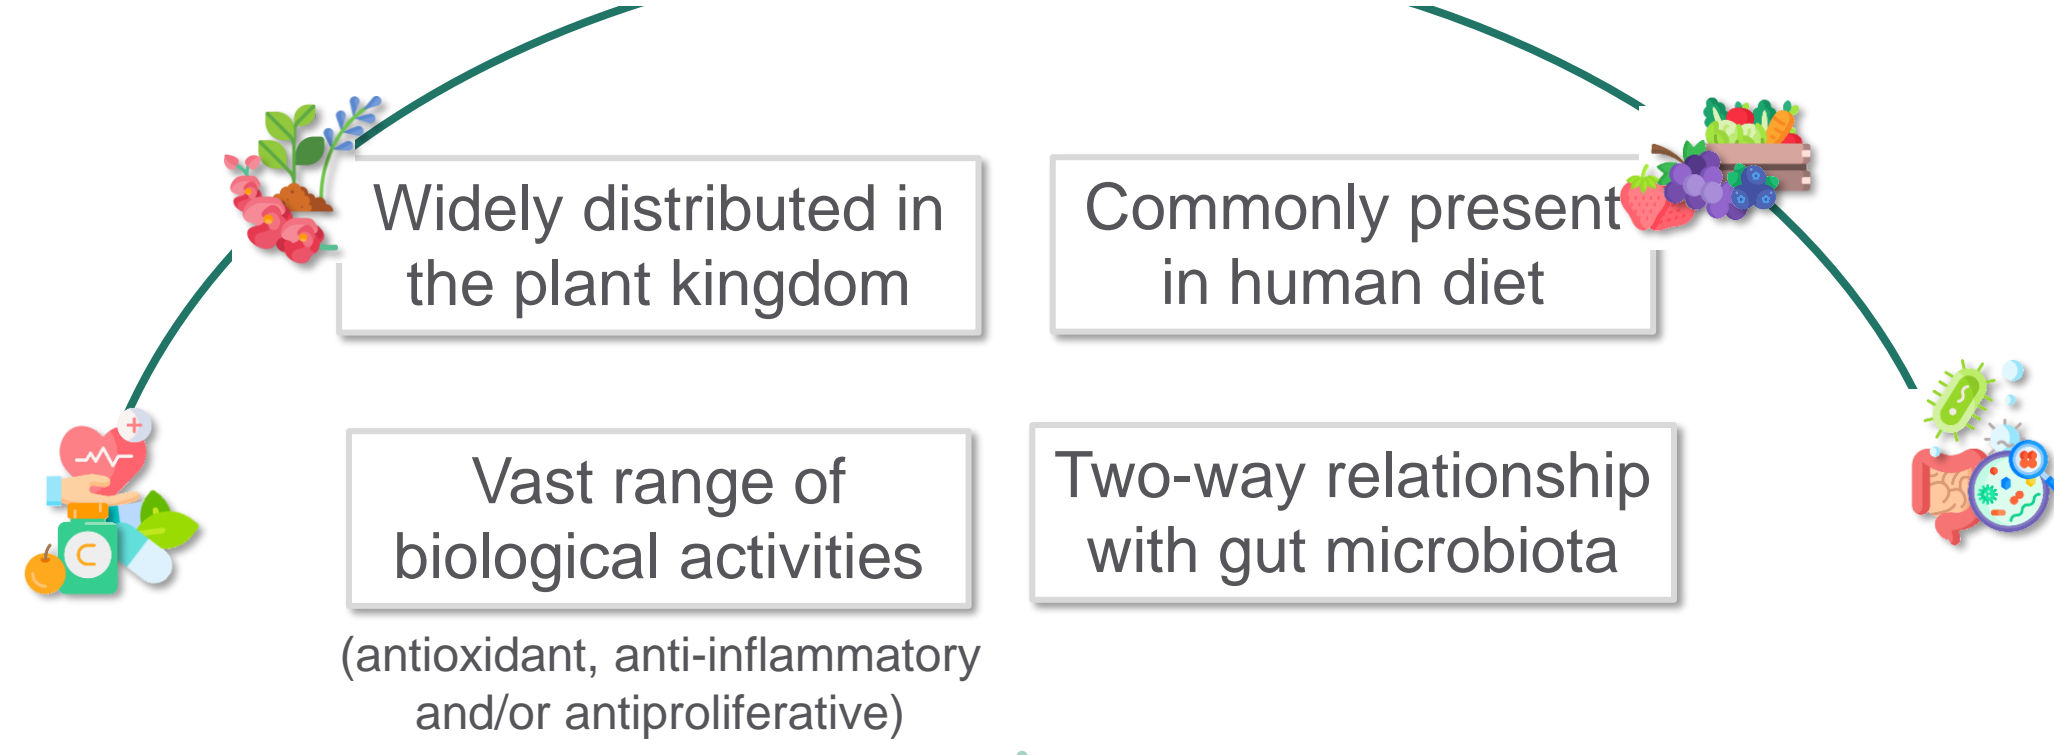 Widely distributed in
the plant kingdom
Commonly present
in human diet
Vast range of
biological activities
(antioxidant, anti-inflammatory
and/or antiproliferative)
Two-way relationship
with gut microbiota
C